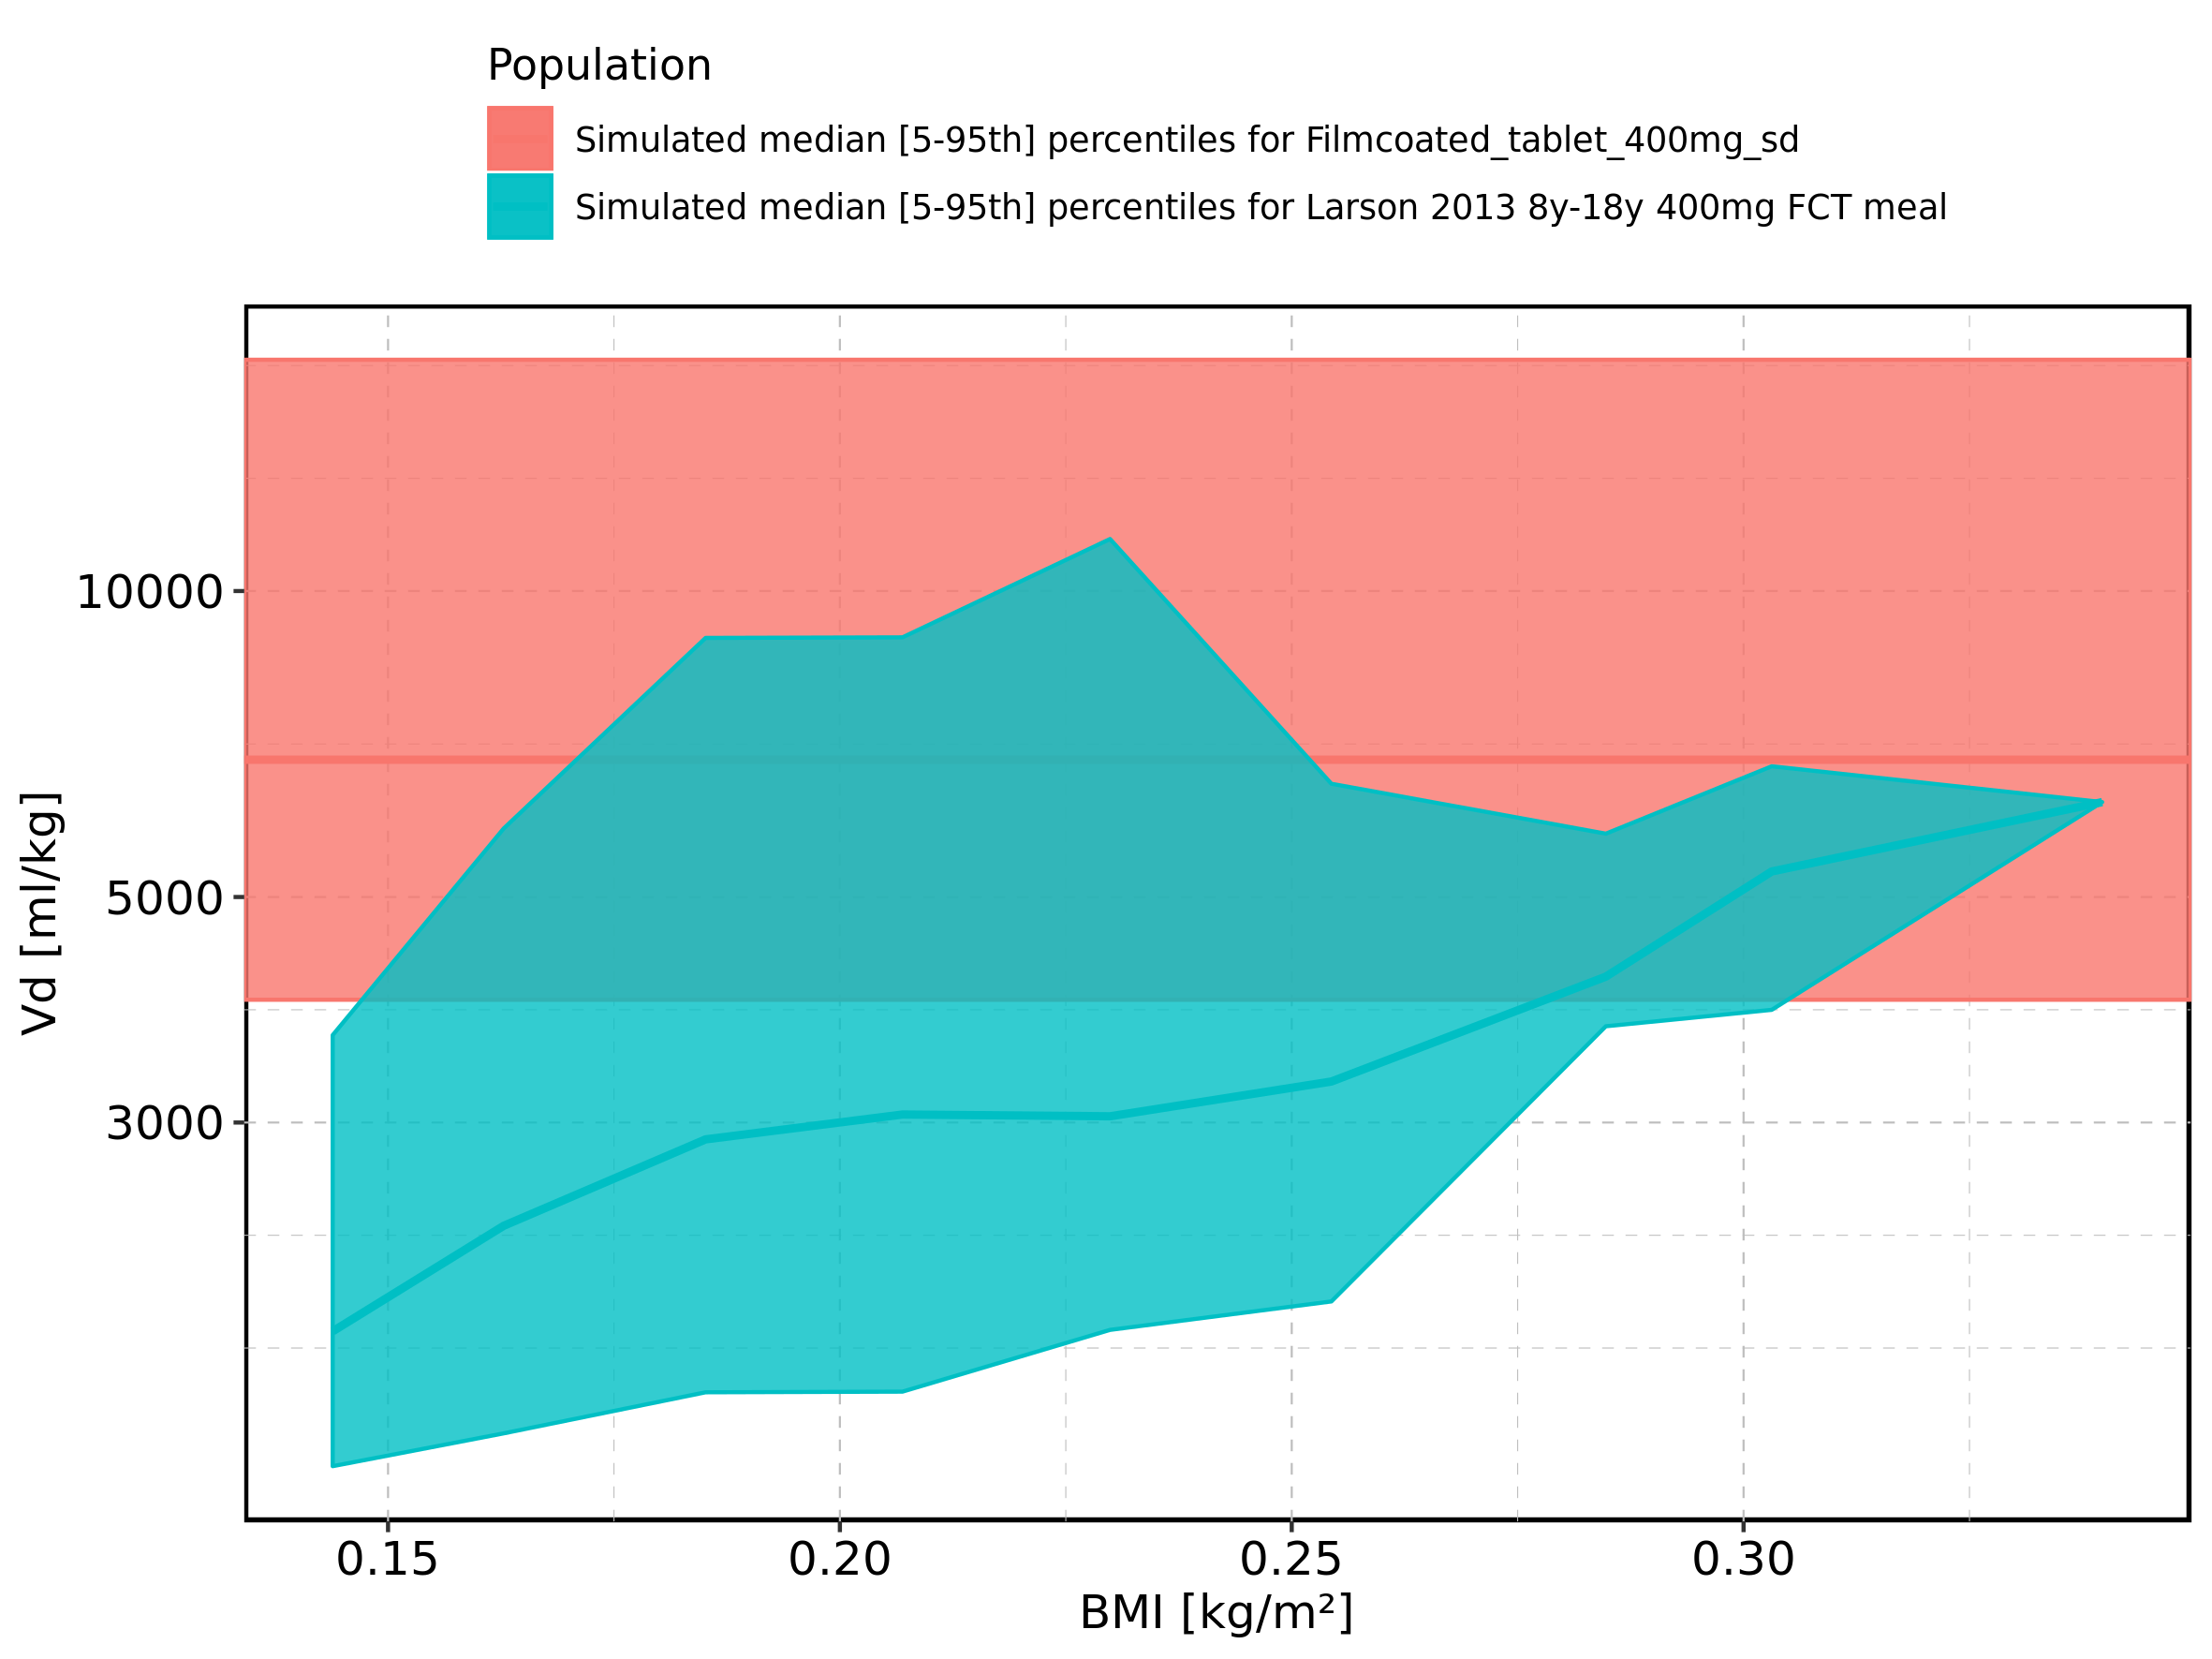 Population
Simulated median [5-95th] percentiles for Filmcoated_tablet_400mg_sd
Simulated median [5-95th] percentiles for Larson 2013 8y-18y 400mg FCT meal
10000
5000
3000
Vd [ml/kg]
0.15 0.20 0.25 0.30
BMI [kg/m²]